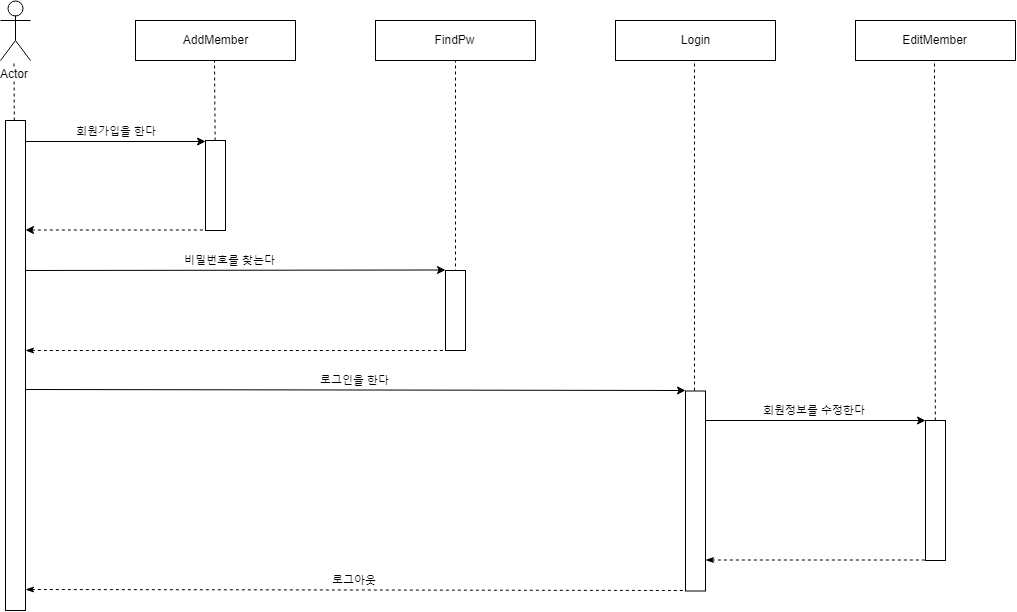 AddMember
FindPw
Login
EditMember
Actor
회원가입을 한다
비밀번호를 찾는다
로그인을 한다
회원정보를 수정한다
로그아웃